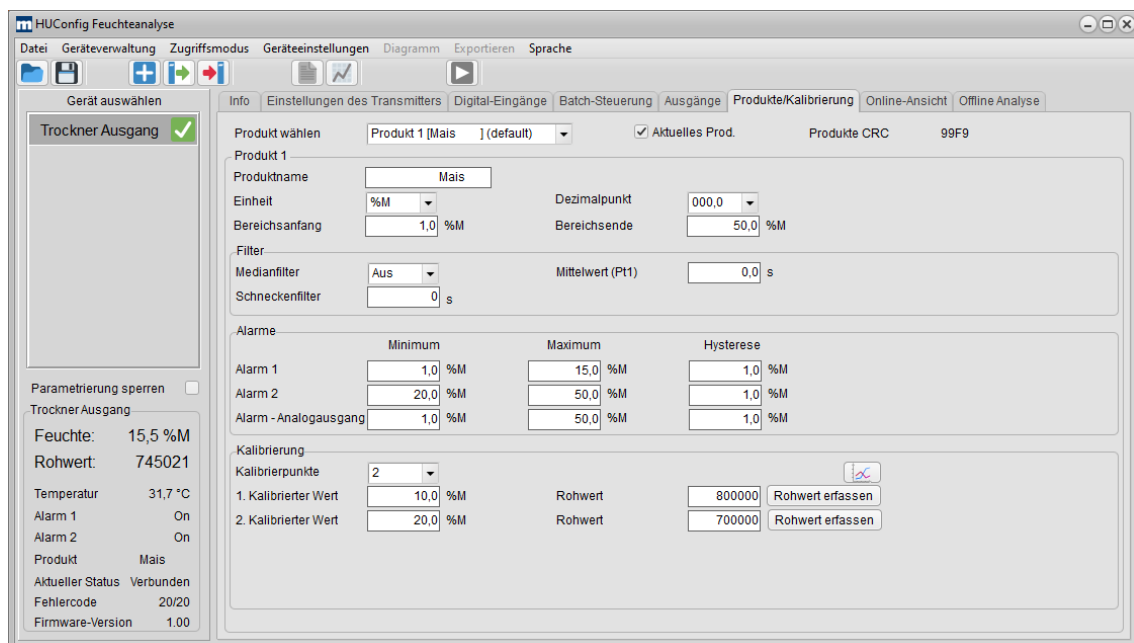 HUConfig Feuchteanalyse
Datei Geräteverwaltung Zugriffsmodus Geräteeinstellungen Diagramm Exportieren Sprache
Gerät auswählen
Trockner Ausgang
Parametrierung sperren
Trockner Ausgang
Feuchte: 15,5 %M
Rohwert: 745021
Temperatur 31,7 °C
Alarm 1 On
Alarm 2 On
Produkt Mais
Aktueller Status Verbunden
Fehlercode 20/20
Firmware-Version 1.00
Info Einstellungen des Transmitters Digital-Eingänge Batch-Steuerung Ausgänge Produkte/Kalibrierung Online-Ansicht Offline Analyse
Produkt wählen Produkt 1 [Mais ] (default) Aktuelles Prod. Produkte CRC 99F9
Produkt 1
Produktname Mais
Einheit %M Dezimalpunkt 000,0
Bereichsanfang 1,0 %M Bereichsende 50,0 %M
Filter
Medianfilter Aus Mittelwert (Pt1) 0,0 s
Schneckenfilter 0 s
Alarme
Minimum Maximum Hysterese
Alarm 1 1,0 %M 15,0 %M 1,0 %M
Alarm 2 20,0 %M 50,0 %M 1,0 %M
Alarm - Analogausgang 1,0 %M 50,0 %M 1,0 %M
Kalibrierung
Kalibrierpunkte 2
1. Kalibrierter Wert 10,0 %M Rohwert 800000 Rohwert erfassen
2. Kalibrierter Wert 20,0 %M Rohwert 700000 Rohwert erfassen